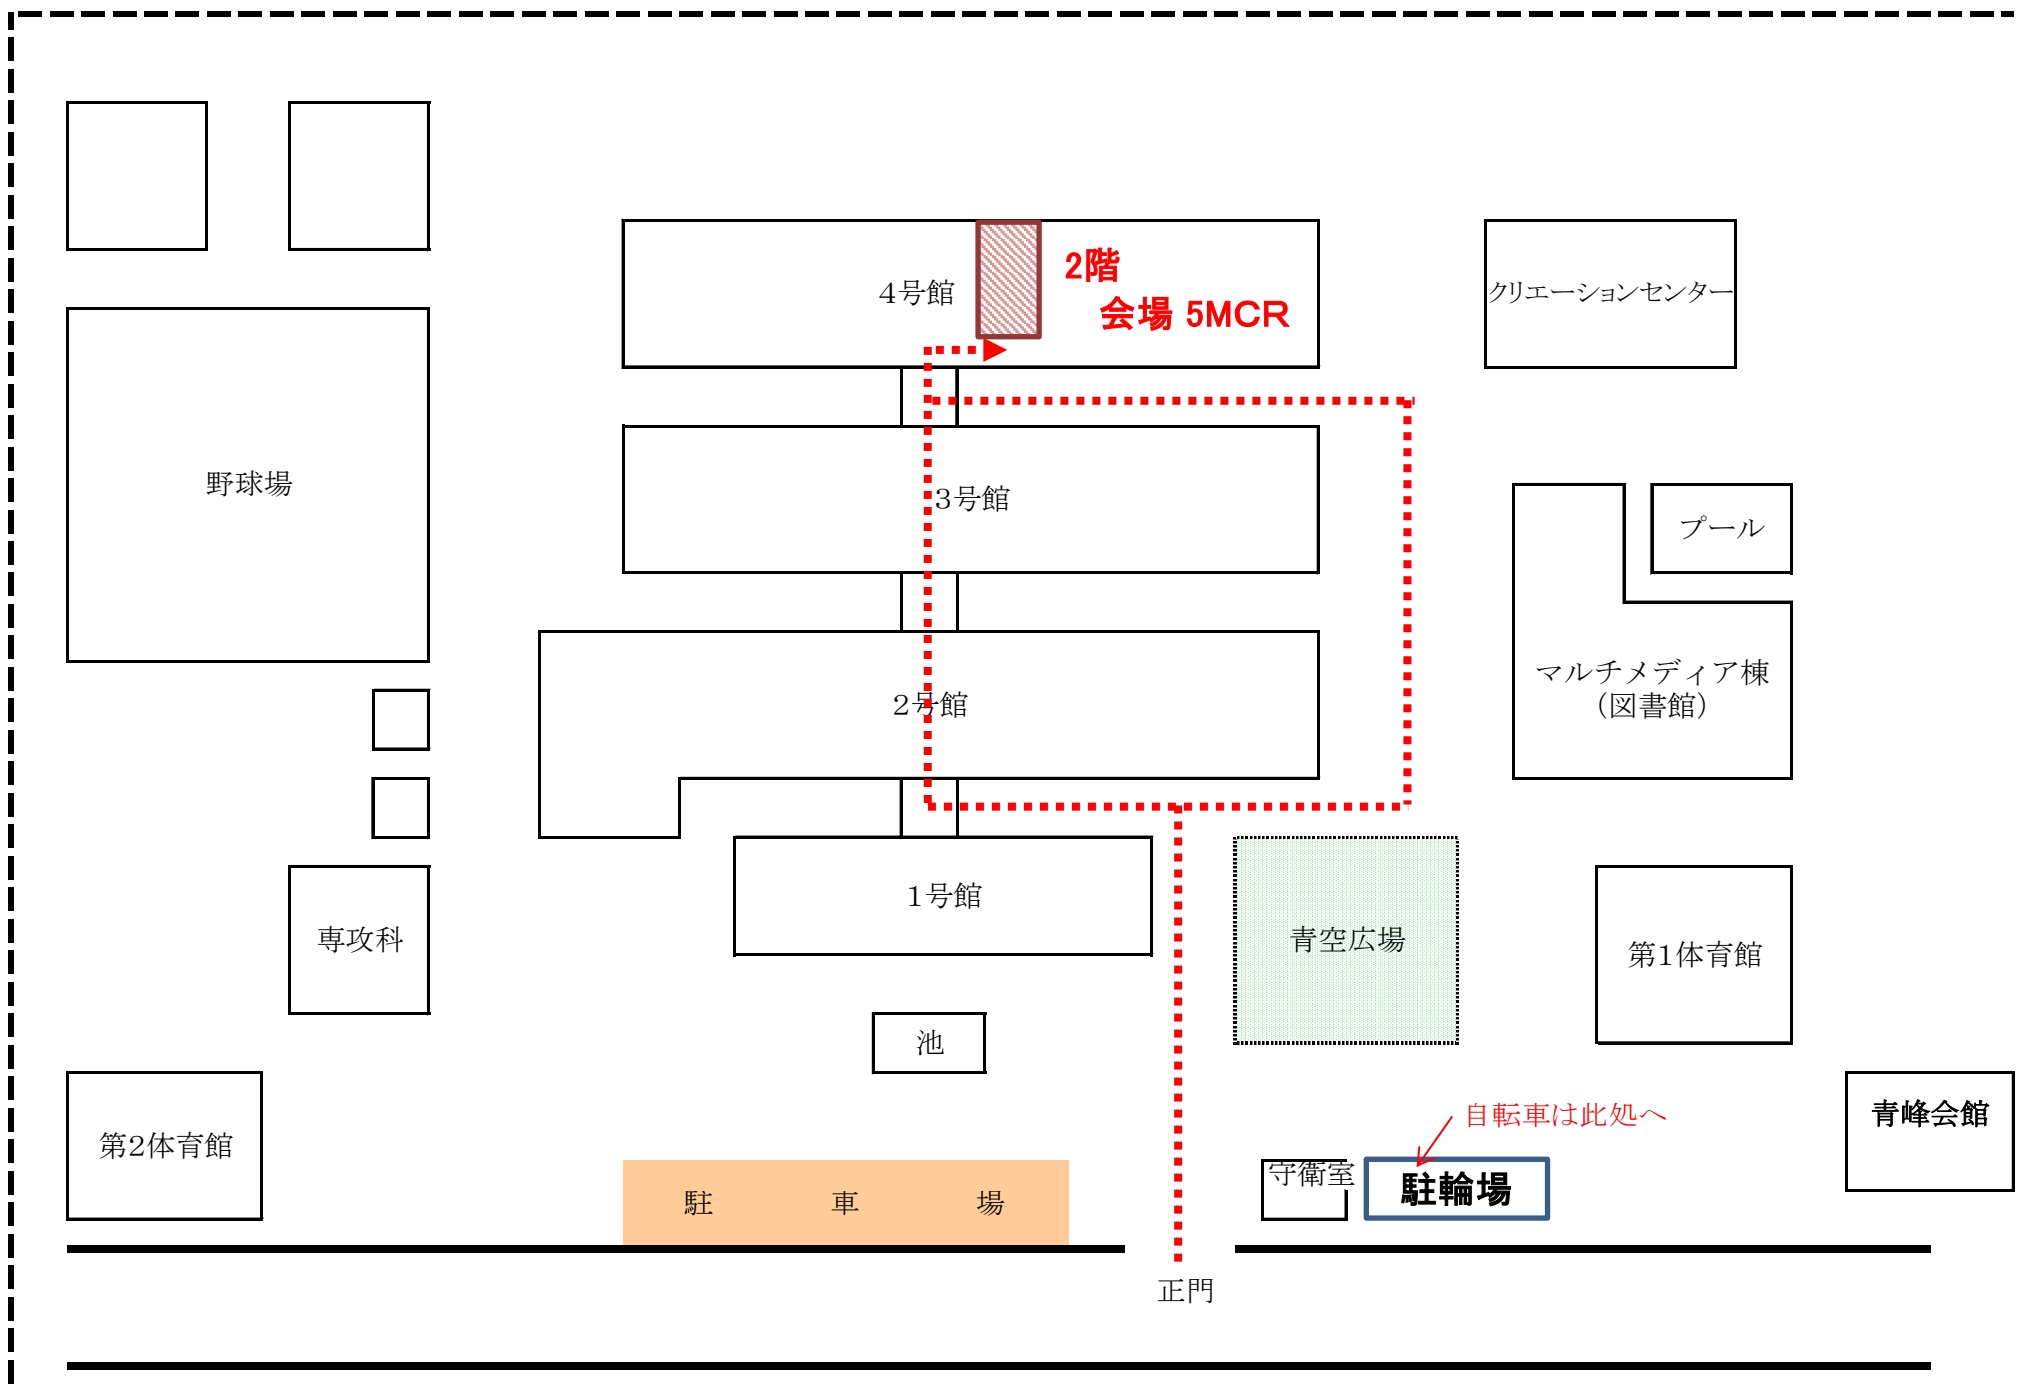 2階
４号館
会場 5MCR
クリエーションセンター
野球場
３号館
プール
マルチメディア棟
（図書館）
２号館
１号館
専攻科
青空広場
第１体育館
池
第２体育館
自転車は此処へ
青峰会館
守衛室
駐輪場
駐　車　場
正門